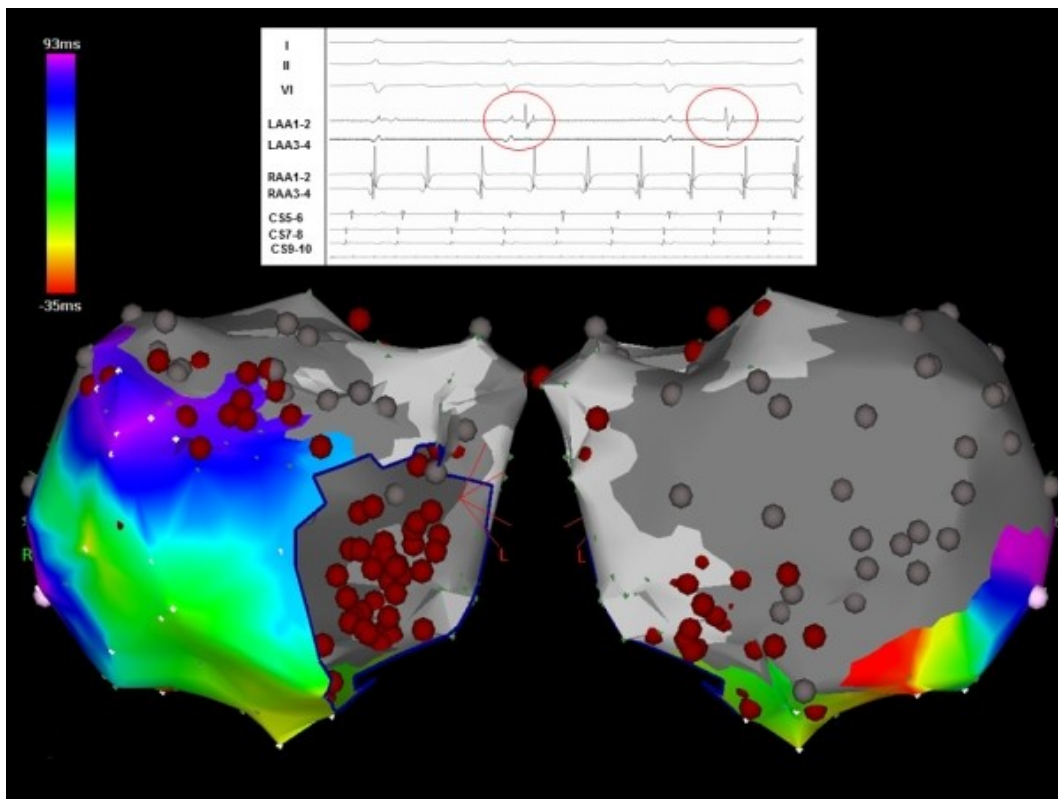 93ms
-35ms
I
II
VI
LAA1-2
LAA3-4
RAA1-2
RAA3-4
CS5-6
CS7-8
CS9-10
R
L
L